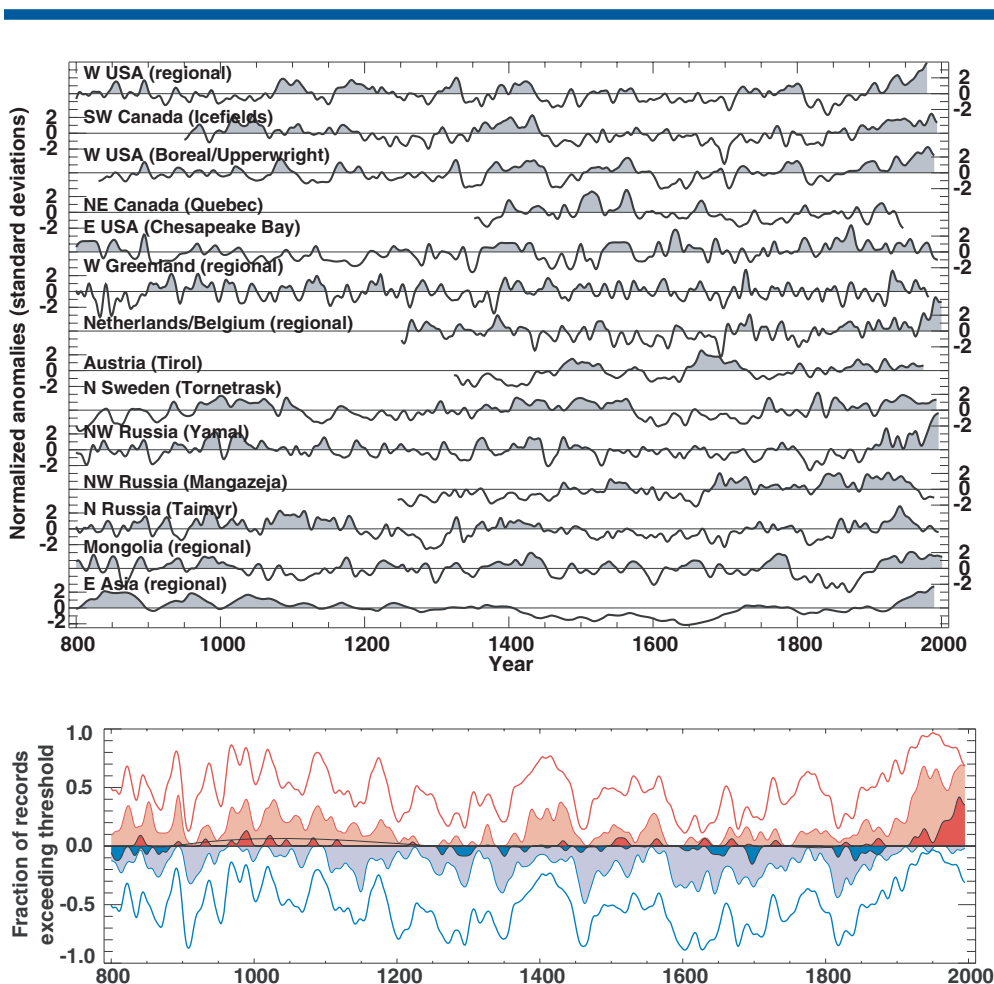 W USA (regional)
2
0
-2
SW Canada (Icefields)
2
0
-2
W USA (Boreal/Upperwright)
2
0
-2
NE Canada (Quebec)
2
0
-2
E USA (Chesapeake Bay)
2
0
-2
W Greenland (regional)
2
0
-2
Netherlands/Belgium (regional)
2
0
-2
Austria (Tirol)
2
0
-2
N Sweden (Tornetrask)
2
0
-2
NW Russia (Yamal)
2
0
-2
NW Russia (Mangazeja)
2
0
-2
N Russia (Taimyr)
2
0
-2
Mongolia (regional)
2
0
-2
E Asia (regional)
2
0
-2
Normalized anomalies (standard deviations)
800 1000 1200 1400 1600 1800 2000
Year
Fraction of records
exceeding threshold
1.0
0.5
0.0
-0.5
-1.0
800 1000 1200 1400 1600 1800 2000